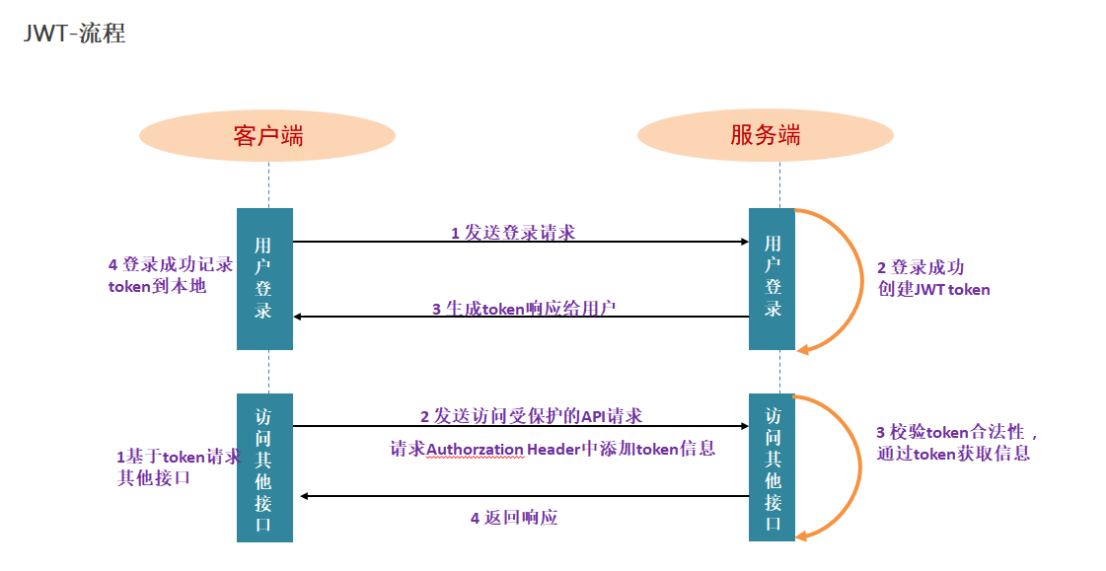 JWT-流程
客户端
服务端
用户登录
用户登录
1 发送登录请求
4 登录成功记录
token到本地
2 登录成功
创建JWT token
3 生成token响应给用户
访问其他接口
访问其他接口
2 发送访问受保护的API请求
请求Authorzation Header中添加token信息
1基于token请求
其他接口
3 校验token合法性，
通过token获取信息
4 返回响应